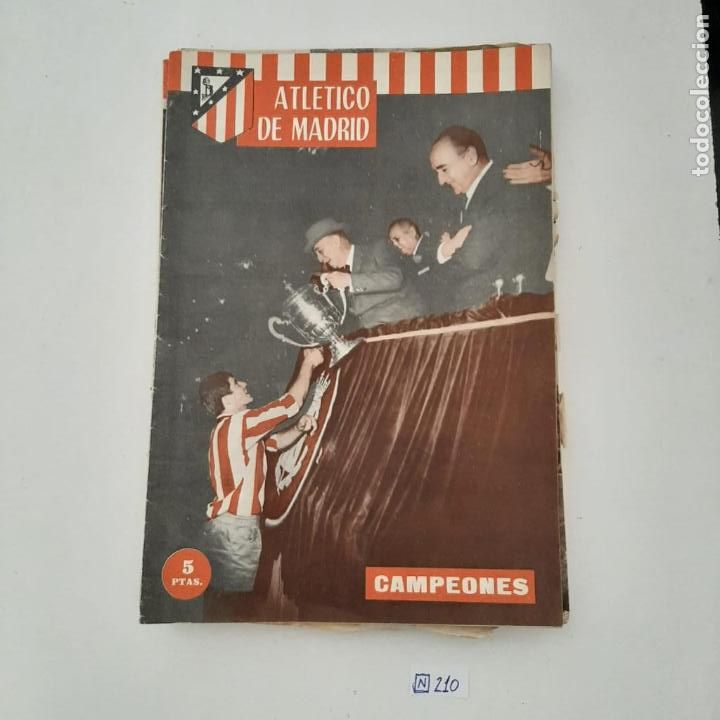 ATLETICO
DE MADRID
5
PTAS.
CAMPEONES
N 210
todocoleccion